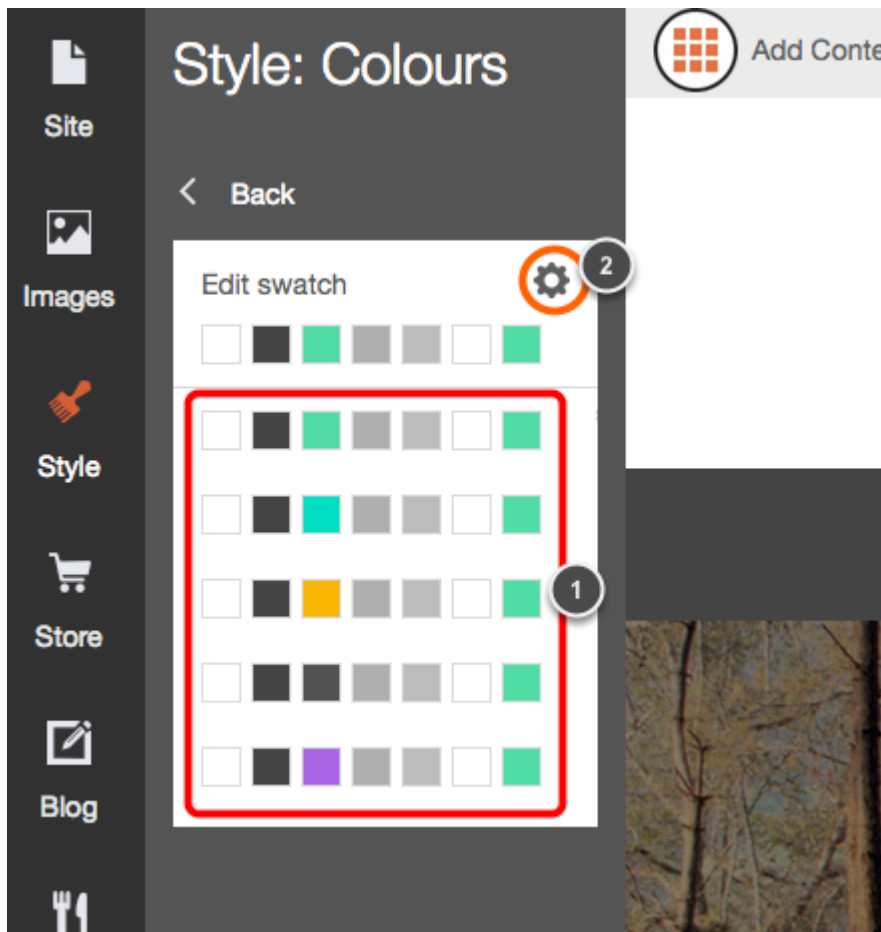 Site
Images
Style
Store
Blog
Style: Colours
Back
Edit swatch
2
1
Add Conte